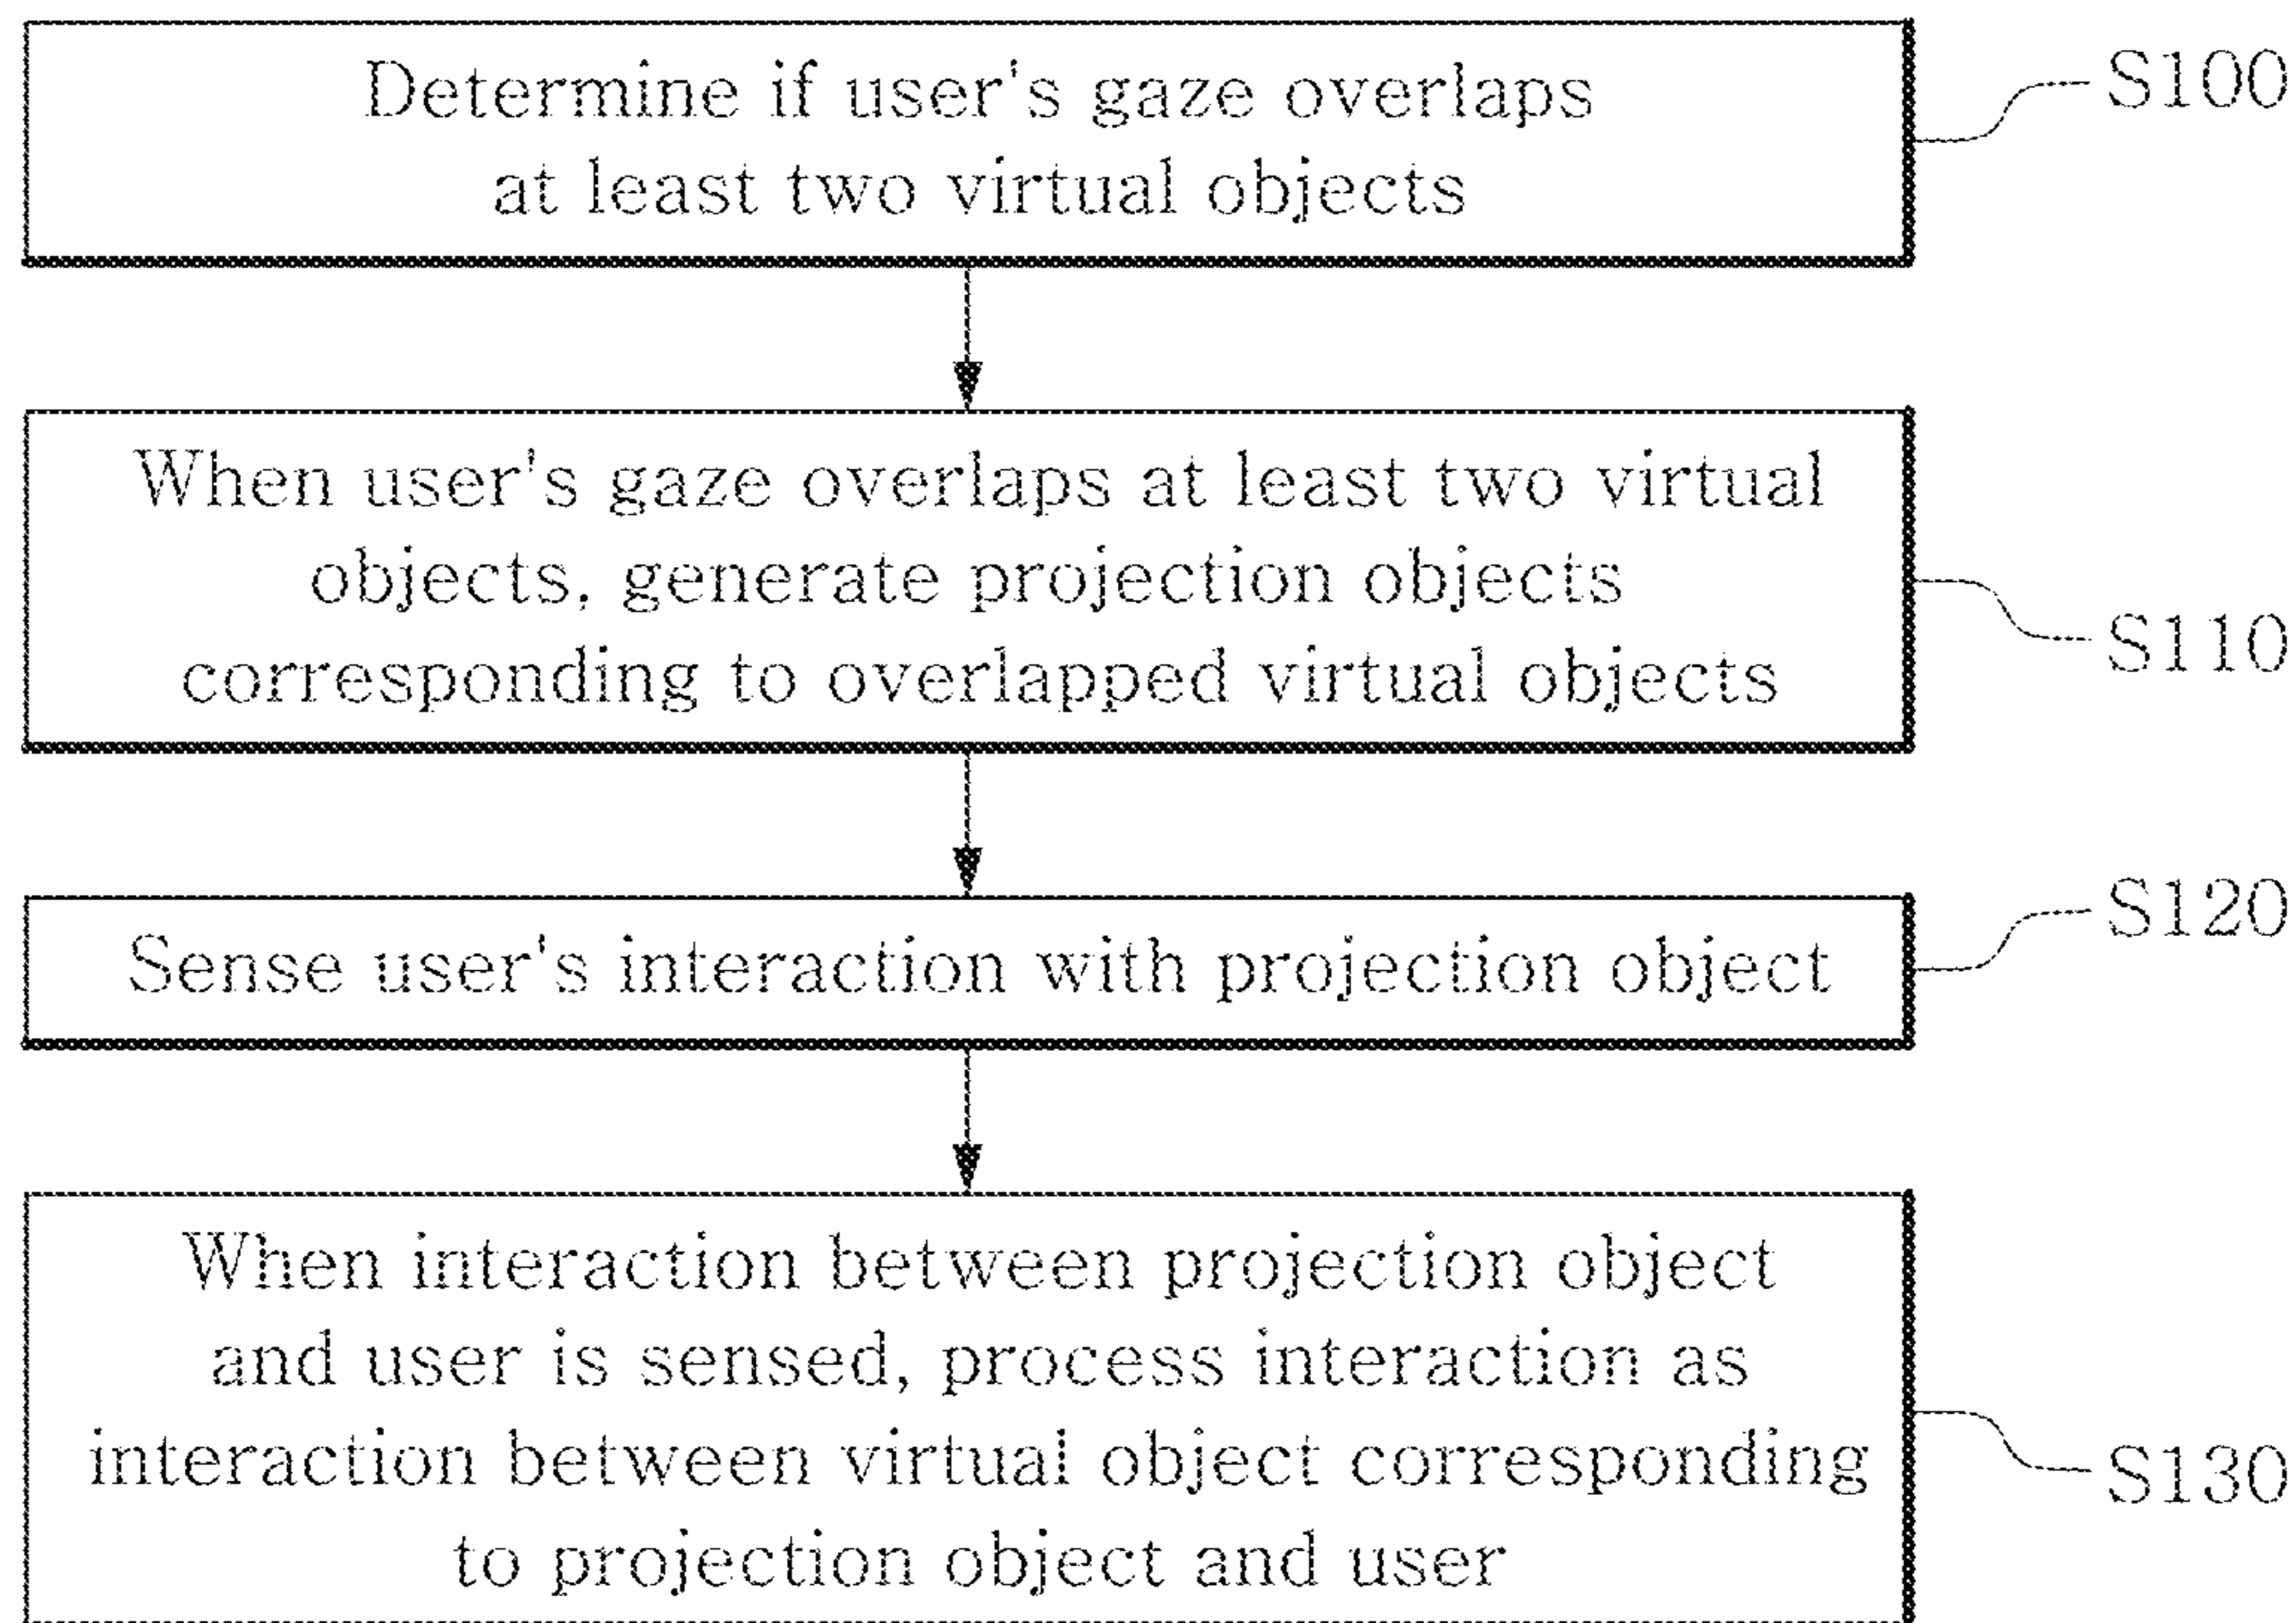 Determine if user's gaze overlaps
at least two virtual objects
S100
When user's gaze overlaps at least two virtual
objects, generate projection objects
corresponding to overlapped virtual objects
S110
Sense user's interaction with projection object
S120
When interaction between projection object
and user is sensed, process interaction as
interaction between virtual object corresponding
to projection object and user
S130